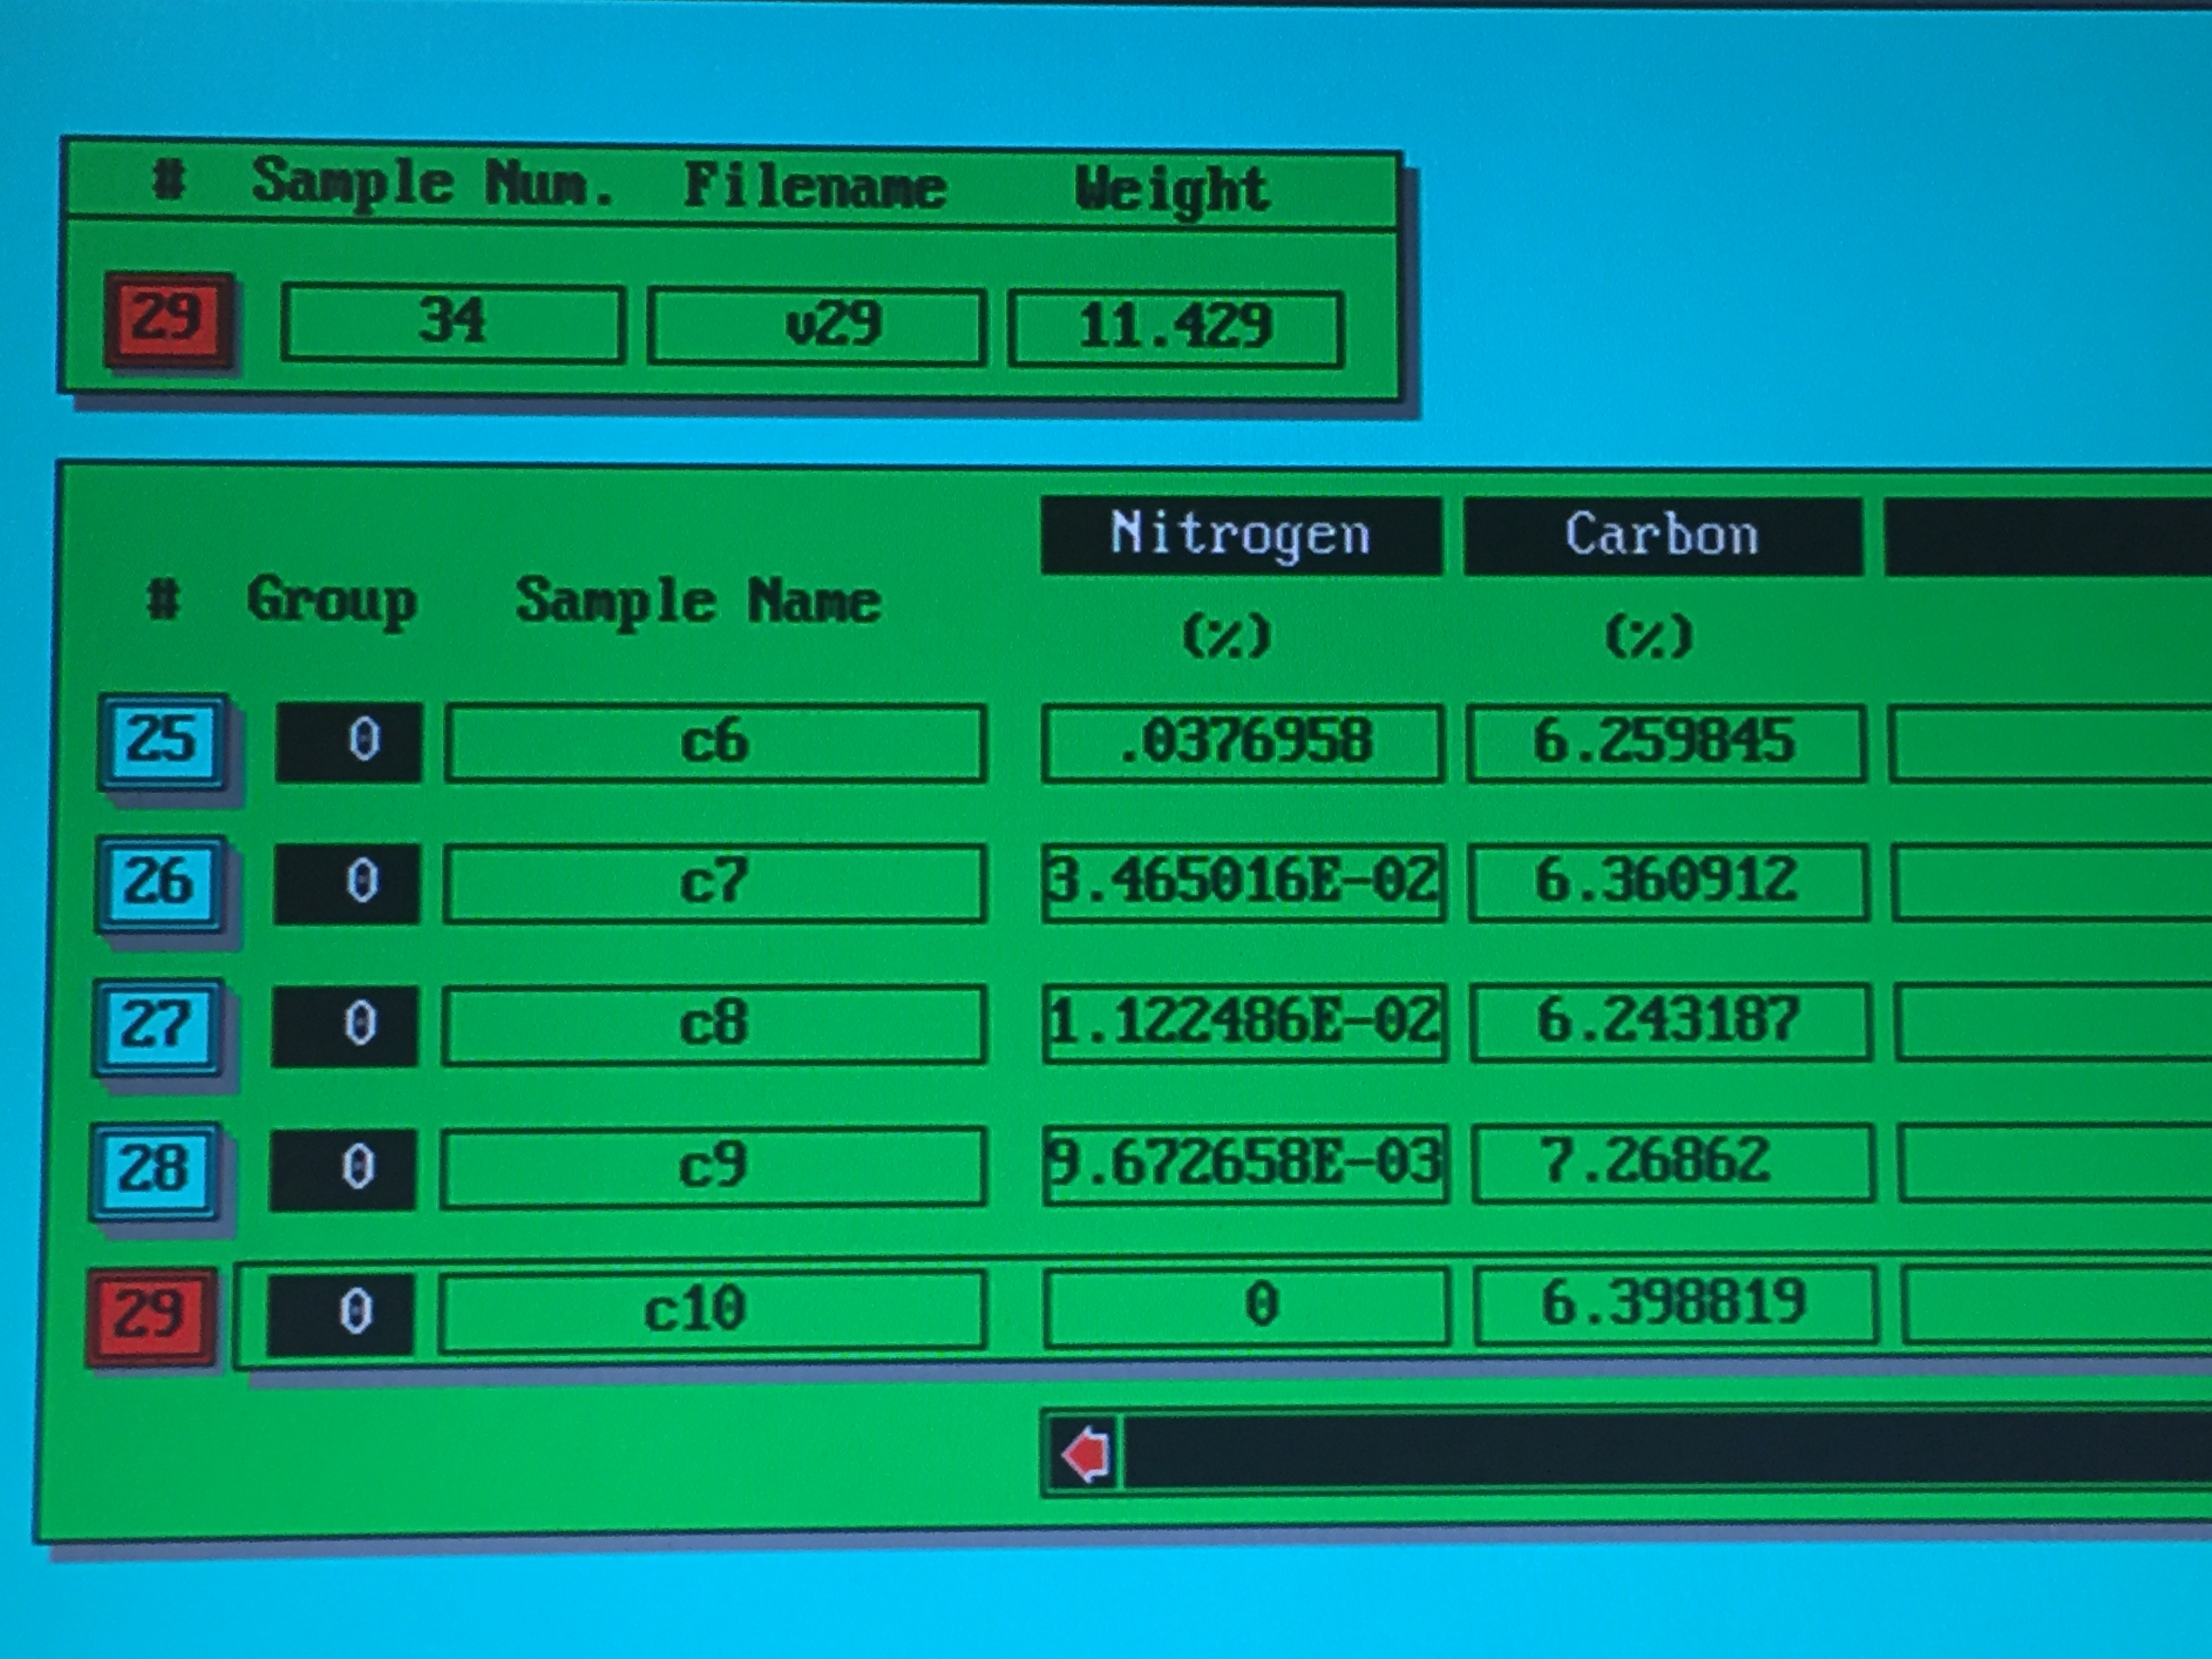 # Sample Num. Filename Weight
29 34 v29 11.429
Nitrogen Carbon
# Group Sample Name (%) (%)
25 0 c6 .0376958 6.259845
26 0 c7 3.465016E-02 6.360912
27 0 c8 1.122486E-02 6.243187
28 0 c9 9.672658E-03 7.26862
29 0 c10 0 6.398819